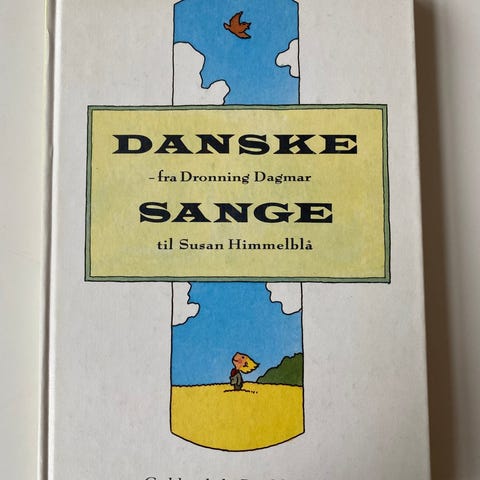 DANSKE
- fra Dronning Dagmar
SANGE
til Susan Himmelblå